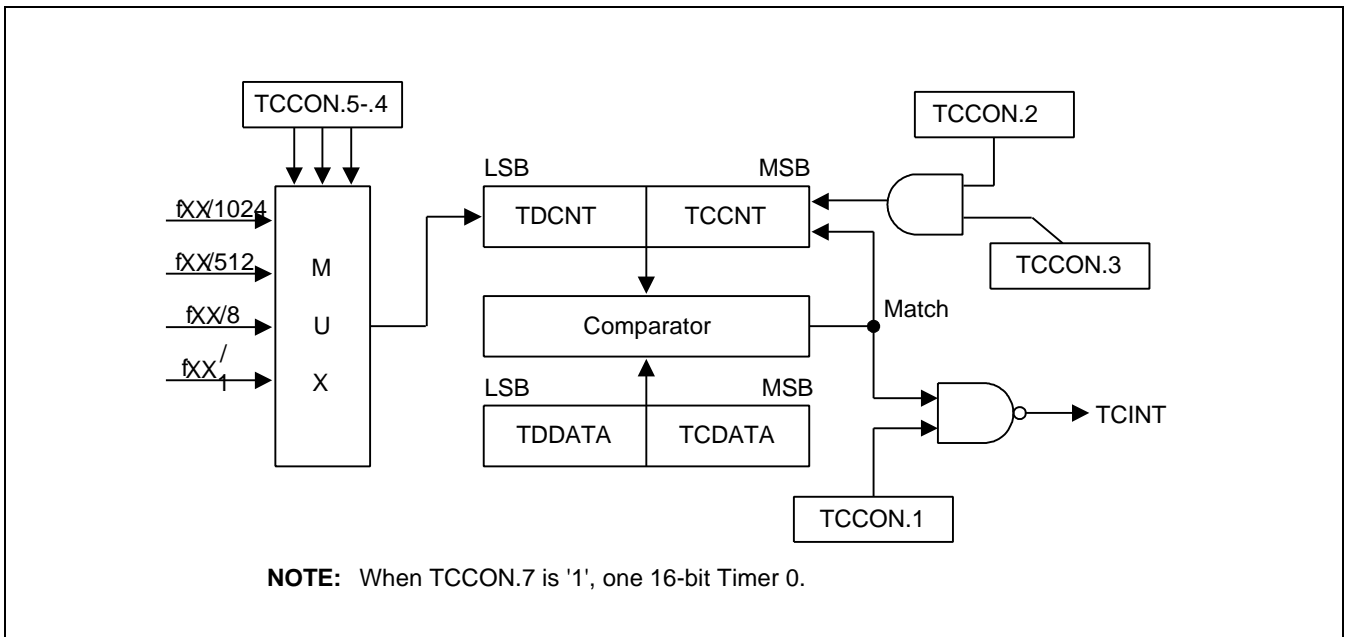 TCCON.5-.4
TCCON.2
LSB
MSB
fXX/1024
TDCNT
TCCNT
TCCON.3
fXX/512
M
Match
fXX/8
U
Comparator
fXX/1
X
LSB
MSB
TDDATA
TCDATA
TCINT
TCCON.1
NOTE: When TCCON.7 is '1', one 16-bit Timer 0.